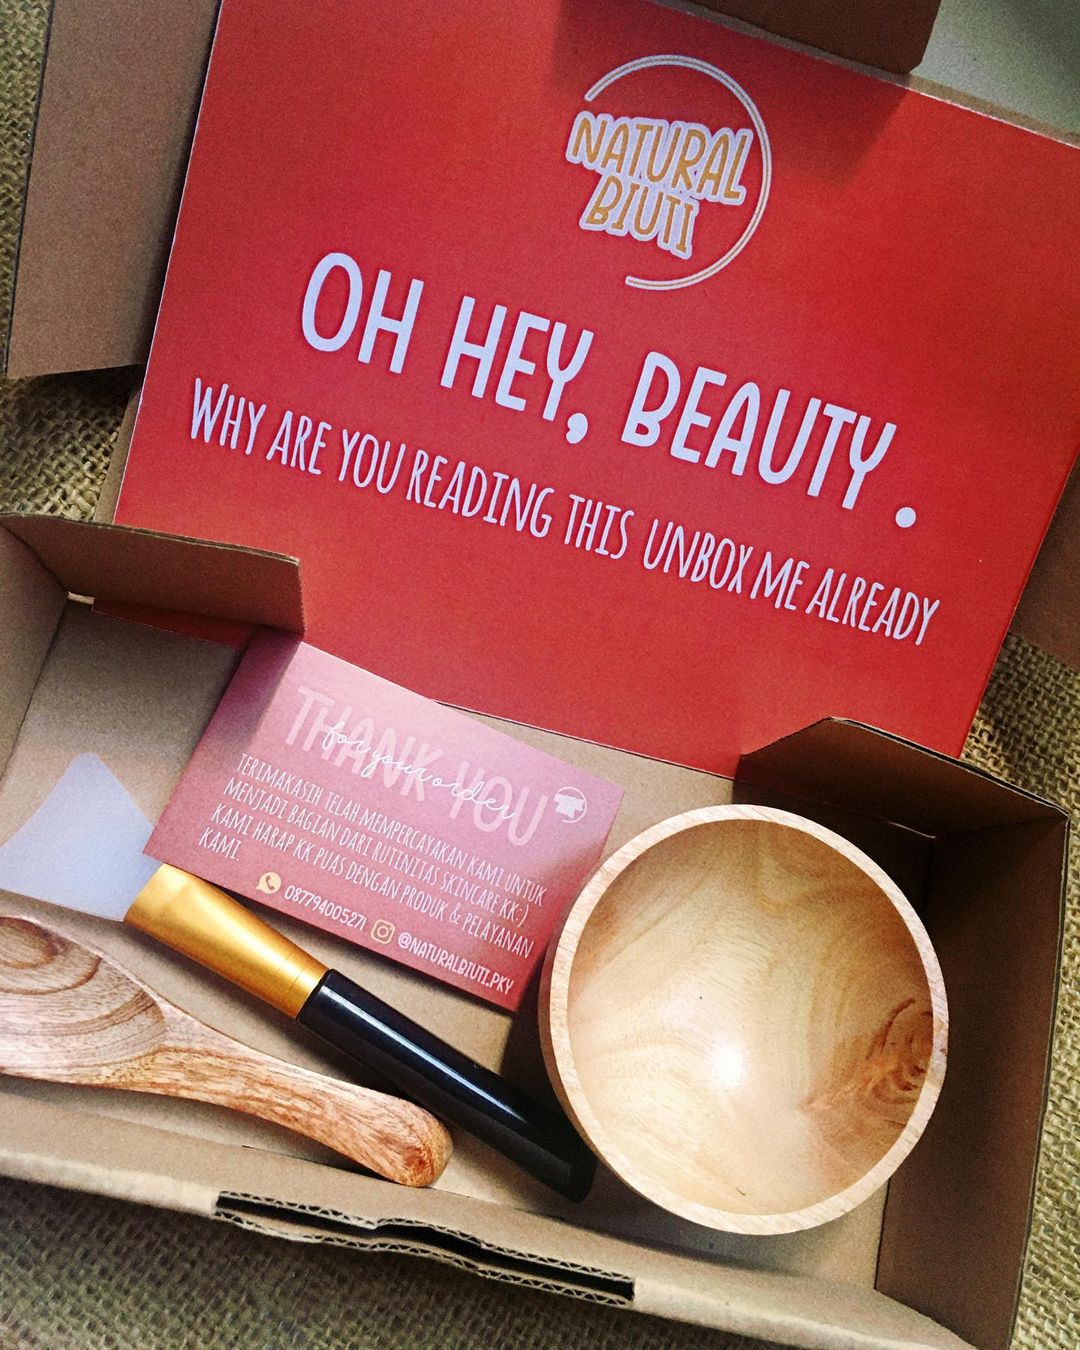 NATURAL
BIUTI
OH HEY, BEAUTY.
WHY ARE YOU READING THIS UNBOX ME ALREADY
THANK YOU
for your order
TERIMAKASIH TELAH MEMPERCAYAKAN KAMI UNTUK
MENJADI BAGIAN DARI RUTINITAS SKINCARE KK:)
KAMI HARAP KK PUAS DENGAN PRODUK & PELAYANAN
KAMI.
087794005271 @NATURALBIUTI.PKY